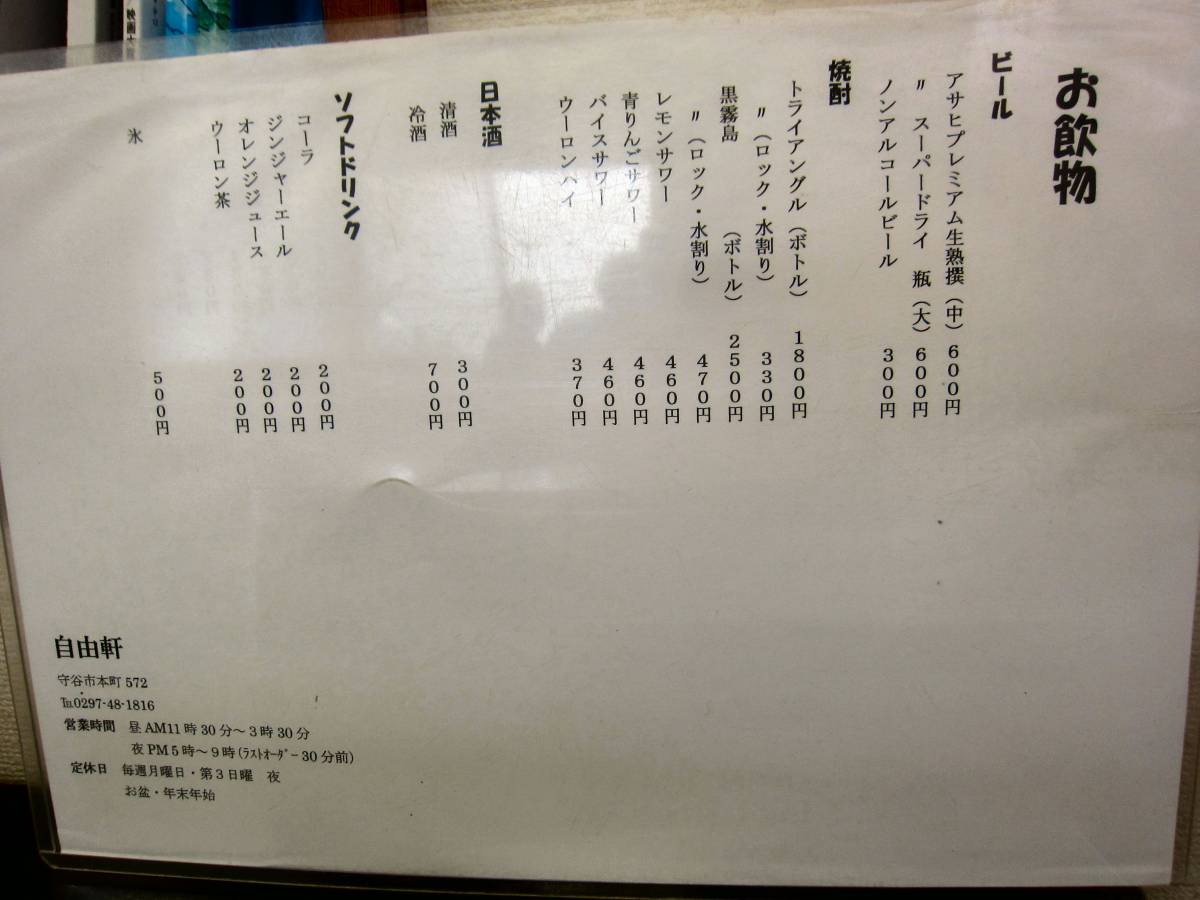 お飲物
ビール
アサヒプレミアム生熟撰(中) 600円
〃 スーパードライ 瓶(大) 600円
ノンアルコールビール 300円
焼酎
トライアングル(ボトル) 1800円
〃(ロック・水割り) 330円
黒霧島 (ボトル) 2500円
〃(ロック・水割り) 470円
レモンサワー 460円
青りんごサワー 460円
バイスサワー 460円
ウーロンハイ 370円
日本酒
清酒 300円
冷酒 700円
ソフトドリンク
コーラ 200円
ジンジャーエール 200円
オレンジジュース 200円
ウーロン茶 200円
氷 500円
自由軒
守谷市本町572
℡0297-48-1816
営業時間 昼AM11時30分～3時30分
夜PM5時～9時(ﾗｽﾄｵｰﾀﾞｰ30分前)
定休日 毎週月曜日・第3日曜 夜
お盆・年末年始